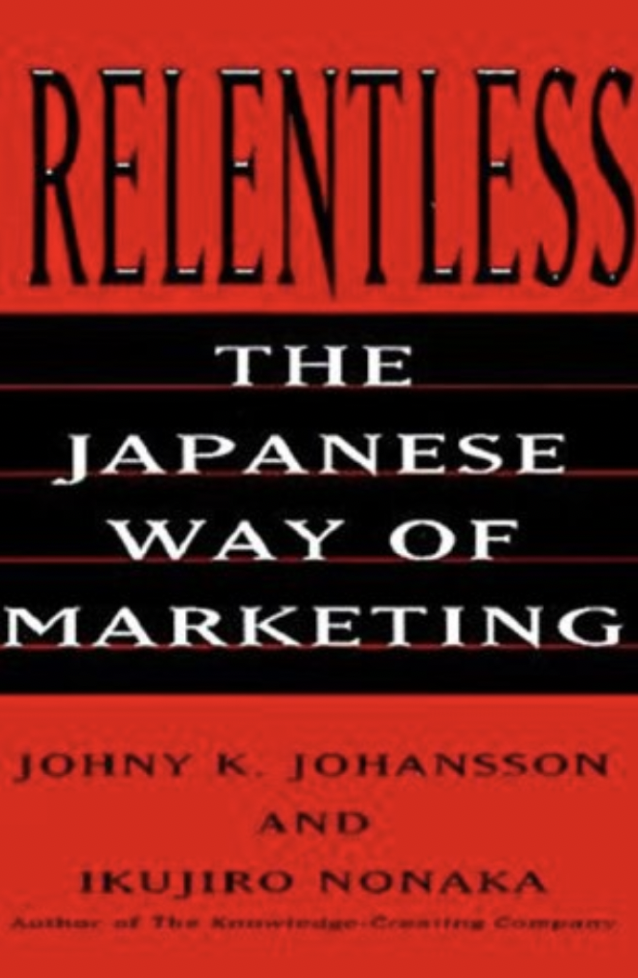 RELENTLESS
THE
JAPANESE
WAY OF
MARKETING
JOHNY K. JOHANSSON
AND
IKUJIRO NONAKA
Author of The Knowledge-Creating Company